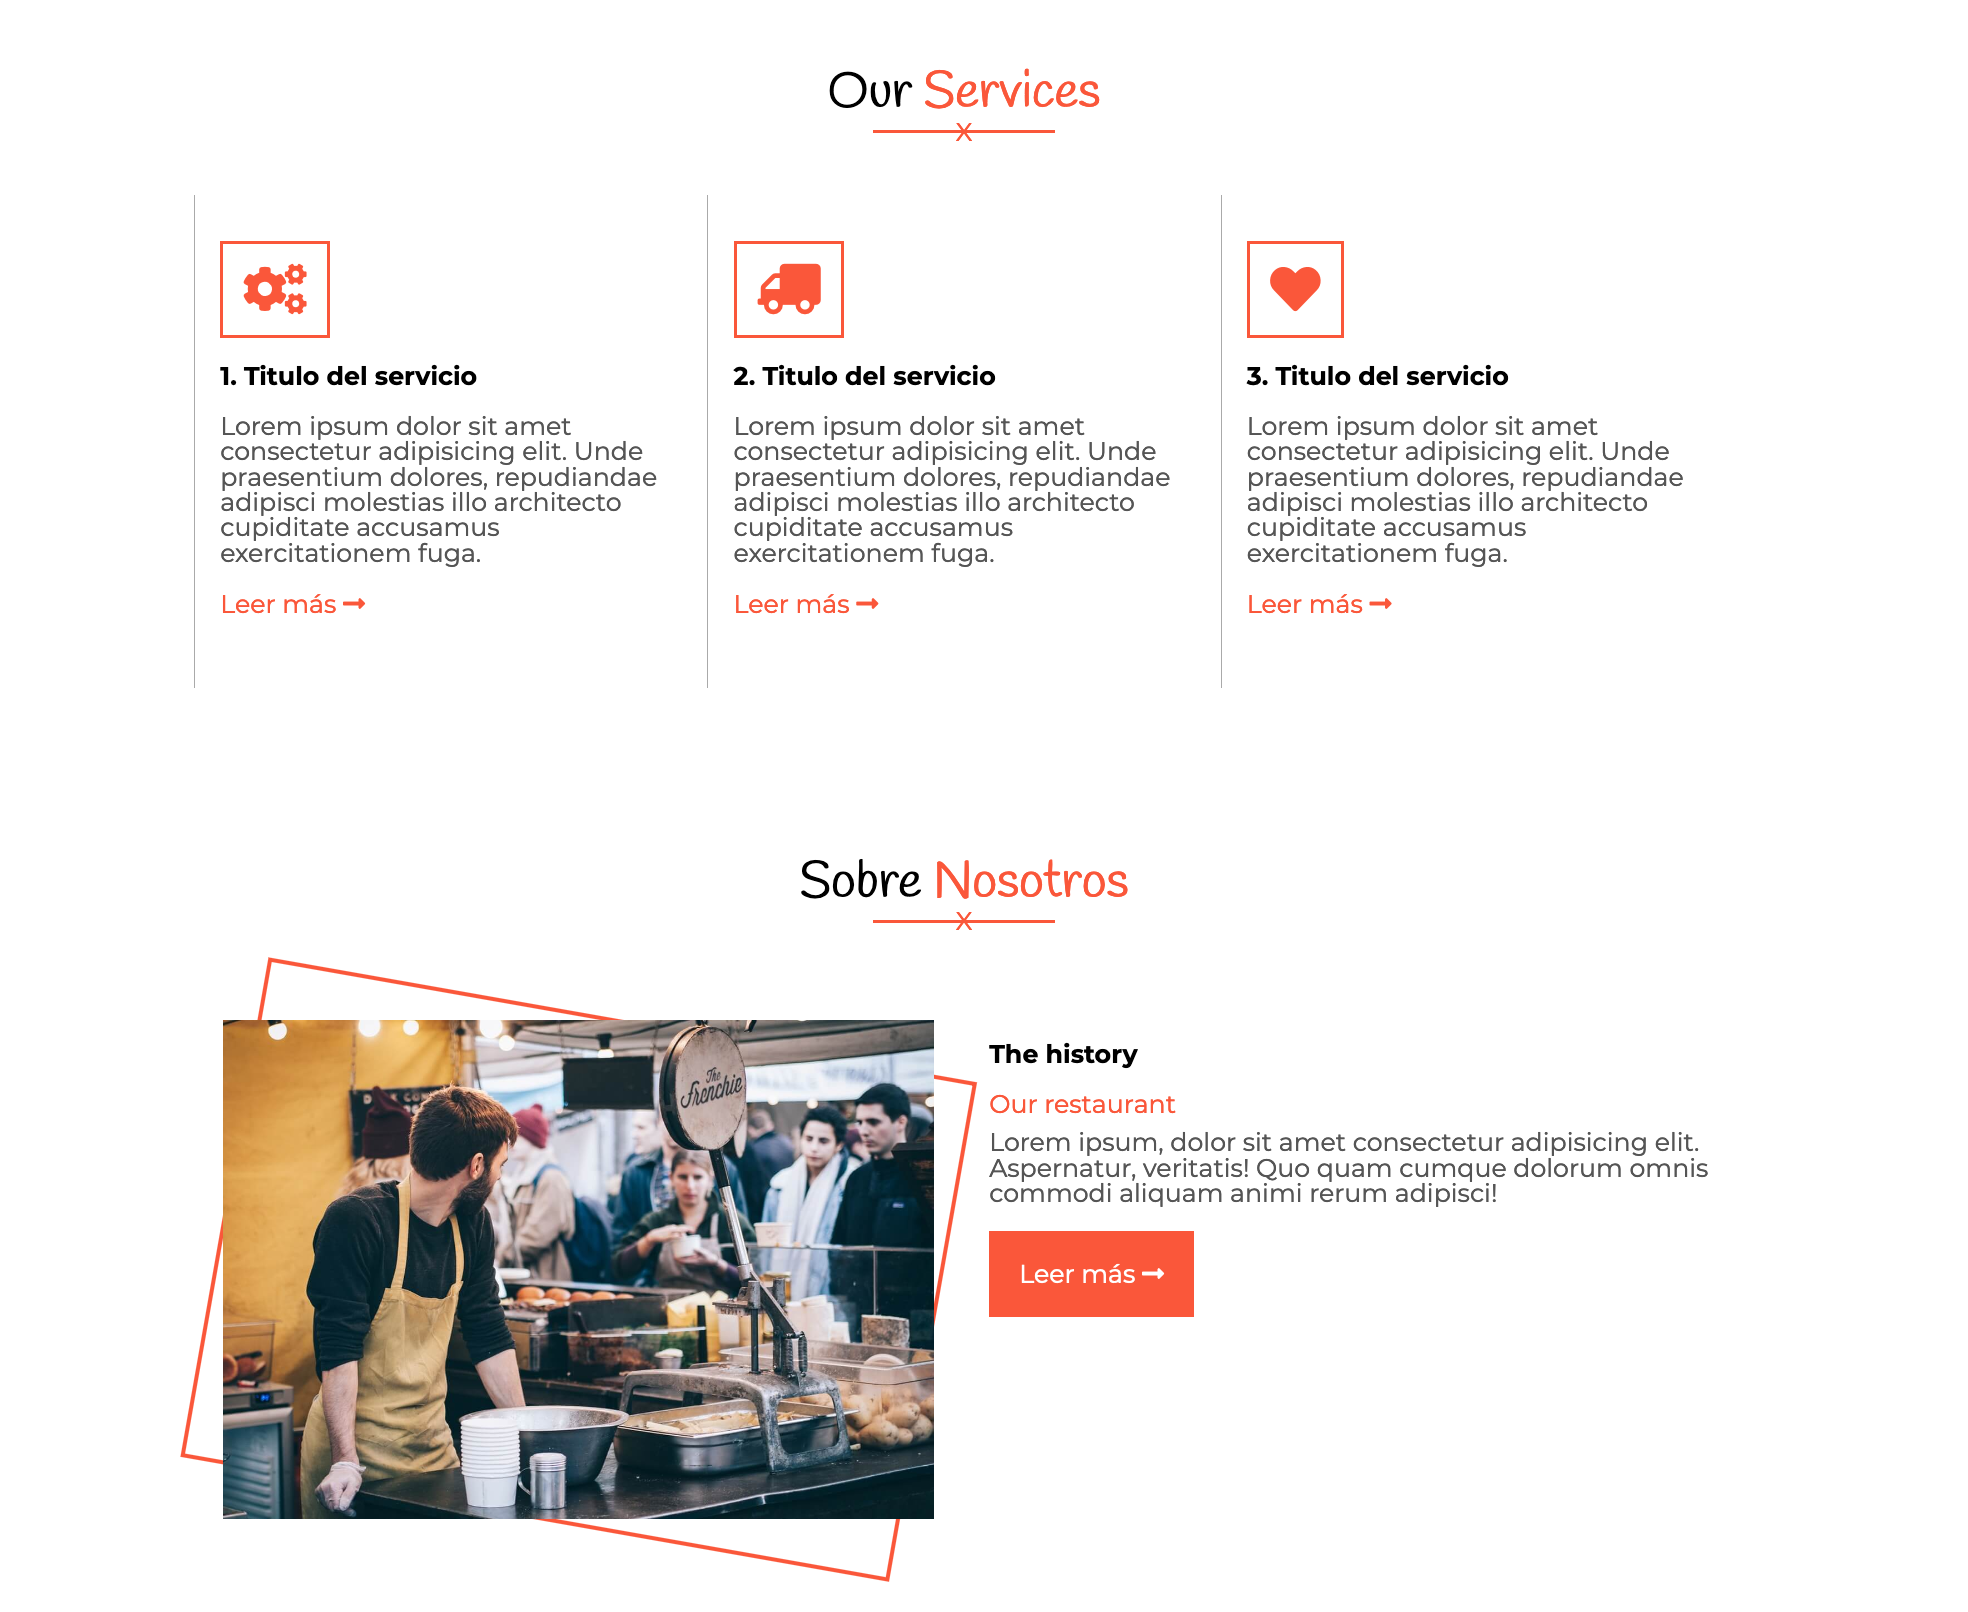 Our Services
X
1. Titulo del servicio
Lorem ipsum dolor sit amet
consectetur adipisicing elit. Unde
praesentium dolores, repudiandae
adipisci molestias illo architecto
cupiditate accusamus
exercitationem fuga.
Leer más
2. Titulo del servicio
Lorem ipsum dolor sit amet
consectetur adipisicing elit. Unde
praesentium dolores, repudiandae
adipisci molestias illo architecto
cupiditate accusamus
exercitationem fuga.
Leer más
3. Titulo del servicio
Lorem ipsum dolor sit amet
consectetur adipisicing elit. Unde
praesentium dolores, repudiandae
adipisci molestias illo architecto
cupiditate accusamus
exercitationem fuga.
Leer más
Sobre Nosotros
X
The
Frenchie
The history
Our restaurant
Lorem ipsum, dolor sit amet consectetur adipisicing elit.
Aspernatur, veritatis! Quo quam cumque dolorum omnis
commodi aliquam animi rerum adipisci!
Leer más